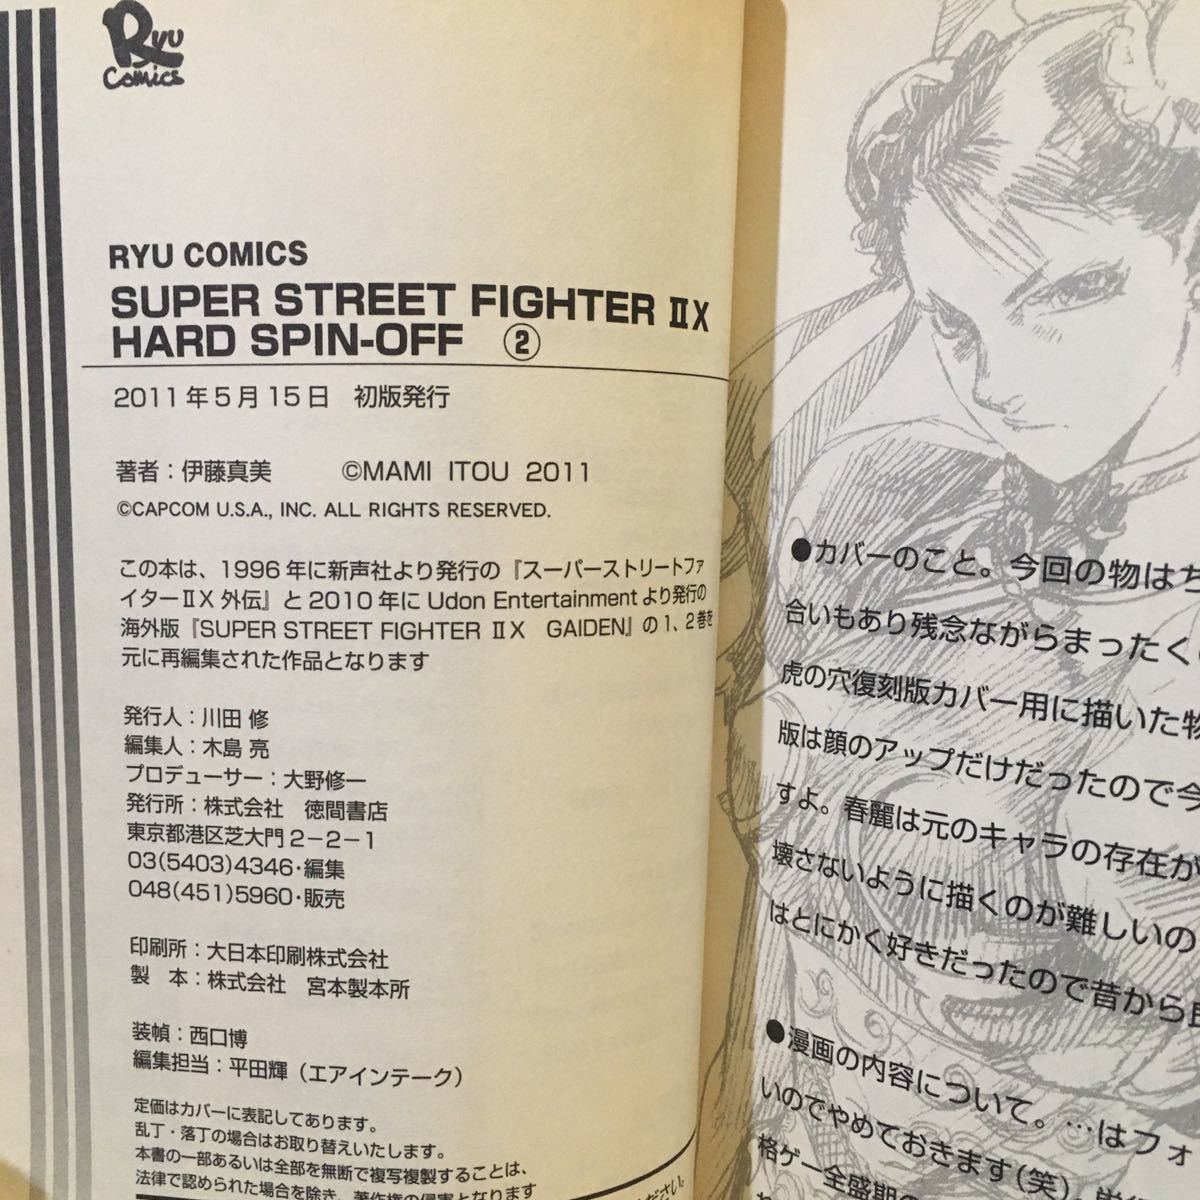 Ryu
Comics
RYU COMICS
SUPER STREET FIGHTER ⅡX
HARD SPIN-OFF ②
2011年5月15日 初版発行
著者：伊藤真美 ©MAMI ITOU 2011
©CAPCOM U.S.A., INC. ALL RIGHTS RESERVED.
この本は、1996年に新声社より発行の『スーパーストリートファ
イターⅡX外伝』と2010年にUdon Entertainmentより発行の
海外版『SUPER STREET FIGHTER ⅡX GAIDEN』の1、2巻を
元に再編集された作品となります
発行人：川田 修
編集人：木島 亮
プロデューサー：大野修一
発行所：株式会社 徳間書店
東京都港区芝大門2－2－1
03(5403)4346・編集
048(451)5960・販売
印刷所：大日本印刷株式会社
製 本：株式会社 宮本製本所
装幀：西口博
編集担当：平田輝（エアインテーク）
定価はカバーに表記してあります。
乱丁・落丁の場合はお取り替えいたします。
本書の一部あるいは全部を無断で複写複製することは、
法律で認められた場合を除き、著作権の侵害となります
ださい。
●カバーのこと。今回の物はち
合いもあり残念ながらまったく
虎の穴復刻版カバー用に描いた物
版は顔のアップだけだったので今
すよ。春麗は元のキャラの存在が
壊さないように描くのが難しいの
はとにかく好きだったので昔から
●漫画の内容について。…はフォ
いのでやめておきます(笑)
格ゲー全盛期の